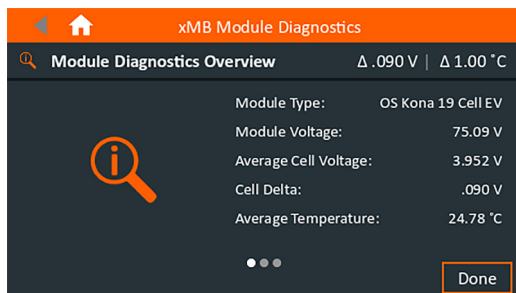 xMB Module Diagnostics
Module Diagnostics Overview Δ .090 V | Δ 1.00 ˚C
Module Type: OS Kona 19 Cell EV
Module Voltage: 75.09 V
Average Cell Voltage: 3.952 V
Cell Delta: .090 V
Average Temperature: 24.78 ˚C
Done